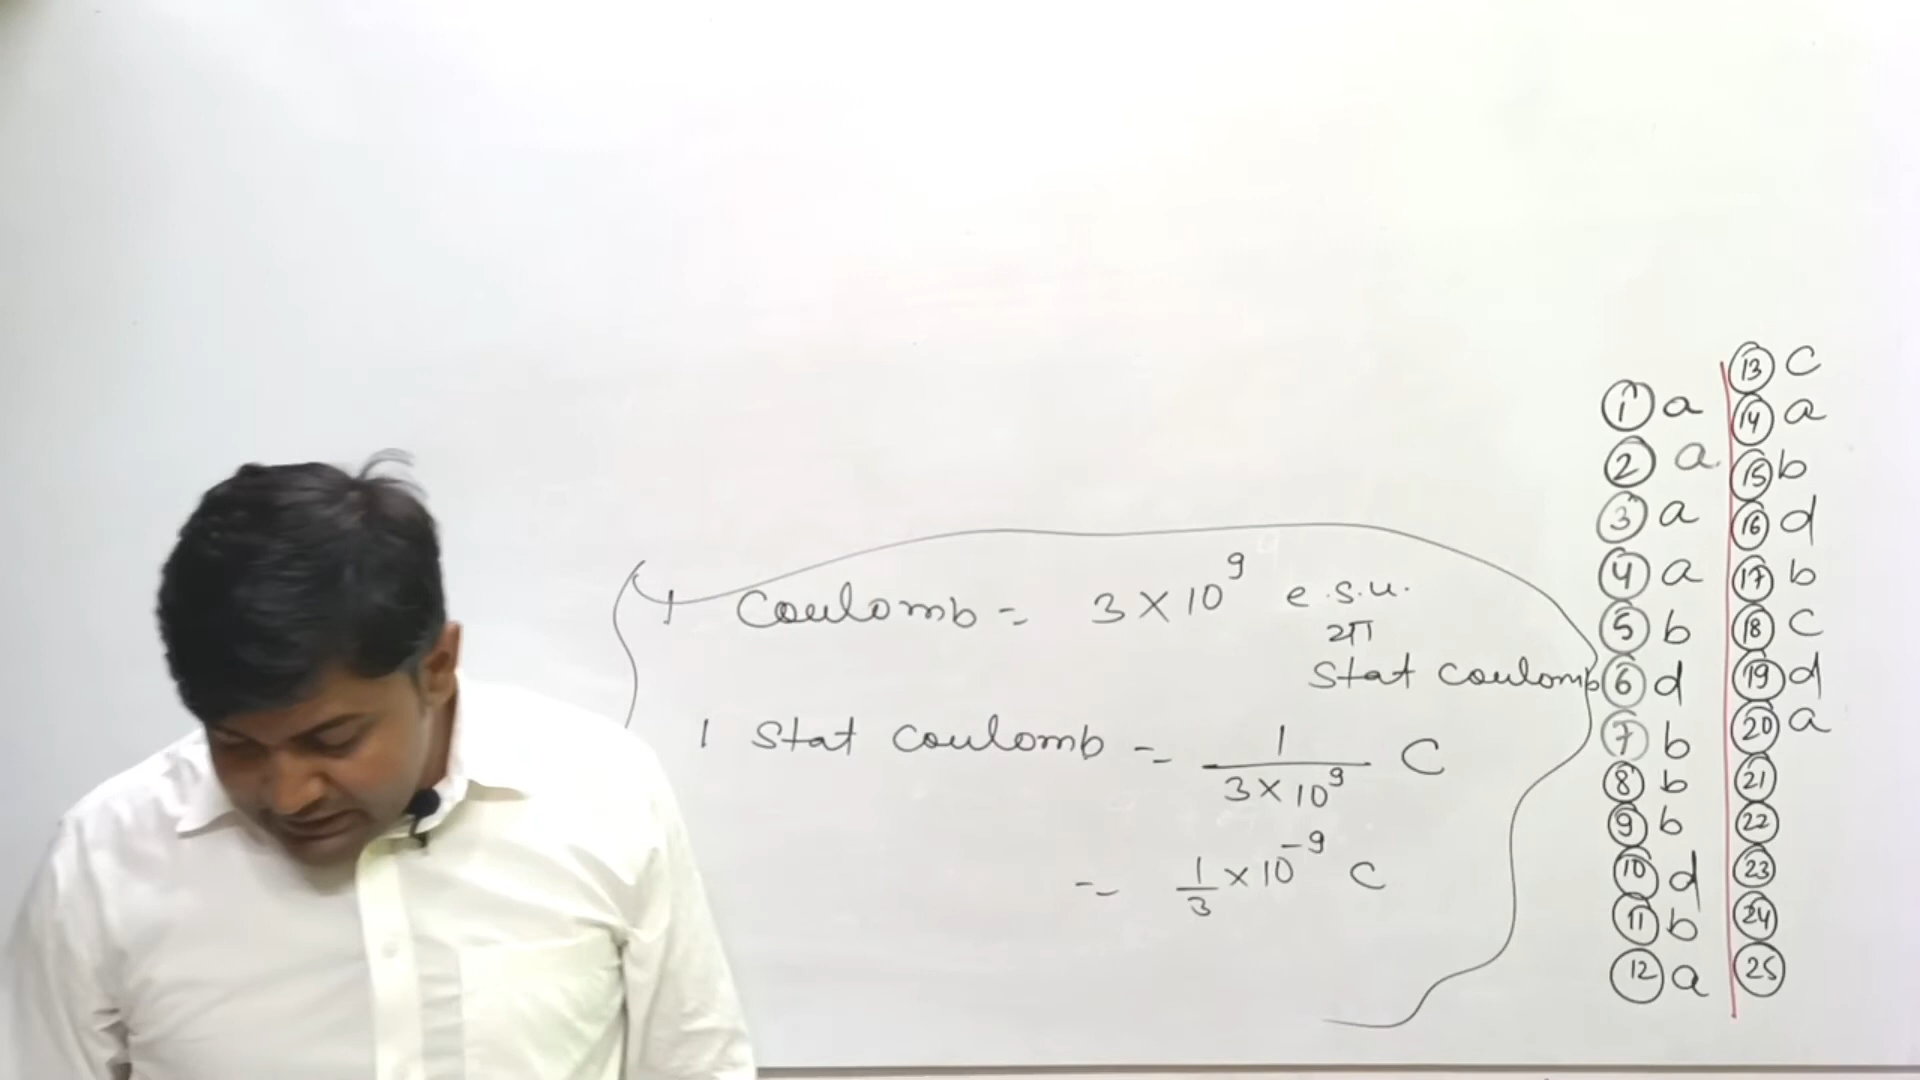 1 Coulomb = 3 × 10⁹ e.s.u.
या
Stat Coulomb
1 Stat Coulomb = 1/(3 × 10⁹) C
= 1/3 × 10⁻⁹ C
① a
② a.
③ a
④ a
⑤ b
⑥ d
⑦ b
⑧ b
⑨ b
⑩ d
⑪ b
⑫ a
⑬ c
⑭ a
⑮ b
⑯ d
⑰ b
⑱ c
⑲ d
⑳ a
㉑
㉒
㉓
㉔
㉕